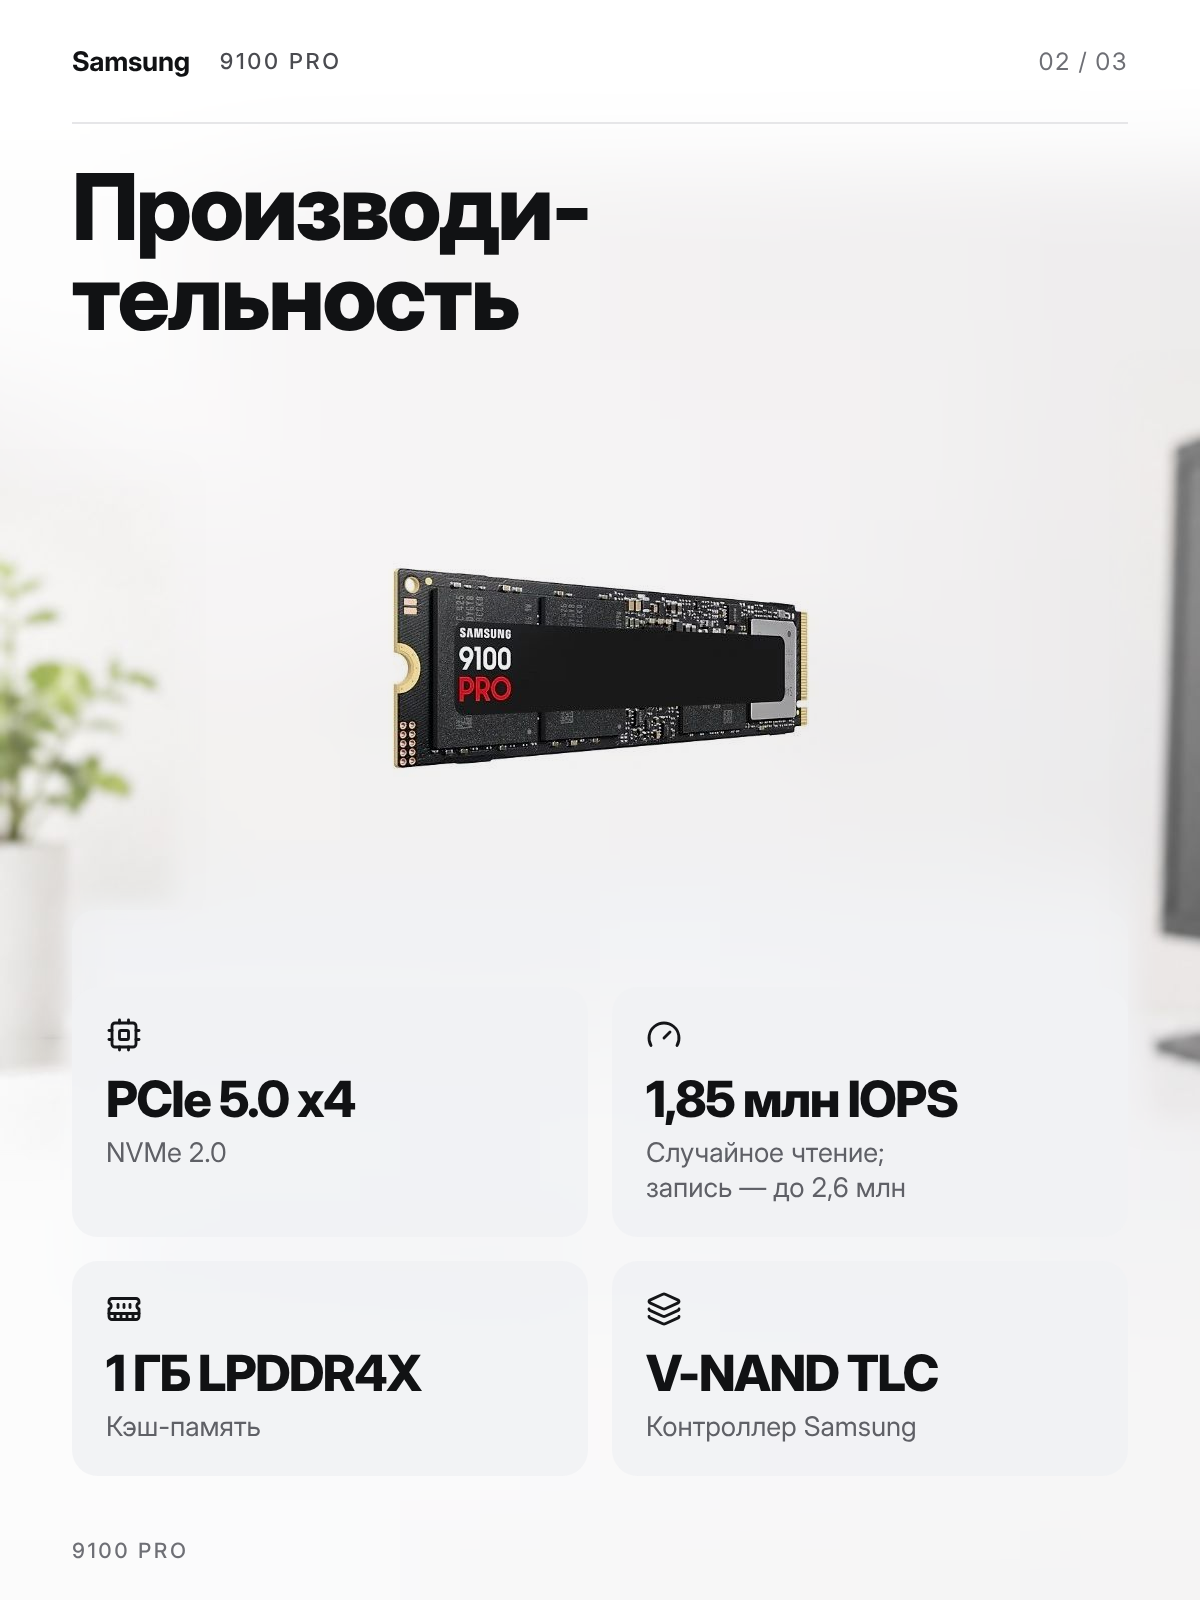 Samsung 9100 PRO 02 / 03
Производи-
тельность
SAMSUNG
9100
PRO
PCIe 5.0 x4
NVMe 2.0
1,85 млн IOPS
Случайное чтение;
запись — до 2,6 млн
1 ГБ LPDDR4X
Кэш-память
V-NAND TLC
Контроллер Samsung
9100 PRO